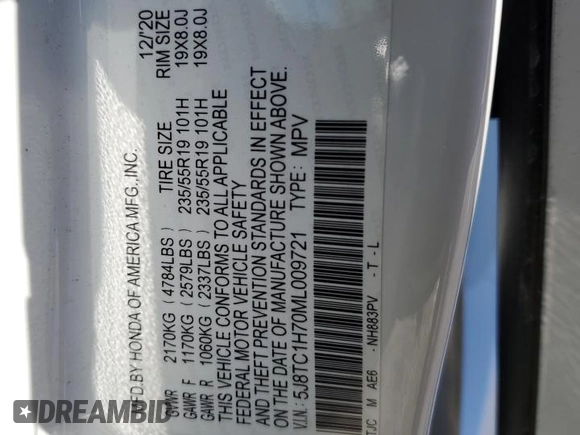 MFD.BY HONDA OF AMERICA MFG.,INC. 12/'20
TIRE SIZE RIM SIZE
GVWR 2170KG ( 4784LBS )
GAWR F 1170KG ( 2579LBS ) 235/55R19 101H 19X8.0J
GAWR R 1060KG ( 2337LBS ) 235/55R19 101H 19X8.0J
THIS VEHICLE CONFORMS TO ALL APPLICABLE
FEDERAL MOTOR VEHICLE SAFETY
AND THEFT PREVENTION STANDARDS IN EFFECT
ON THE DATE OF MANUFACTURE SHOWN ABOVE.
V.I.N.: 5J8TC1H70ML009721 TYPE: MPV
TJC M AE6 - NH883PV - T - L
DREAMBID